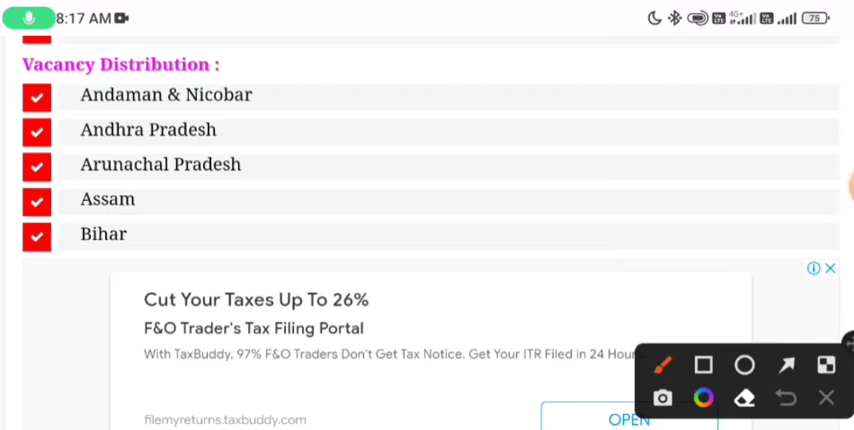 8:17 AM
4G+
75
Vacancy Distribution :
Andaman & Nicobar
Andhra Pradesh
Arunachal Pradesh
Assam
Bihar
Cut Your Taxes Up To 26%
F&O Trader's Tax Filing Portal
With TaxBuddy, 97% F&O Traders Don't Get Tax Notice. Get Your ITR Filed in 24 Hour
filemyreturns.taxbuddy.com
OPEN